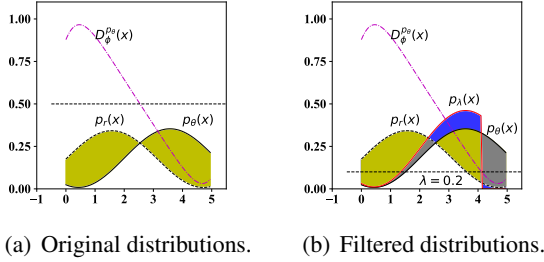 1.00
0.75
0.50
0.25
0.00
−1
0
1
2
3
4
5
D_ϕ^{p_θ}(x)
p_r(x)
p_θ(x)
(a) Original distributions.
1.00
0.75
0.50
0.25
0.00
−1
0
1
2
3
4
5
D_ϕ^{p_θ}(x)
p_λ(x)
p_r(x)
p_θ(x)
λ = 0.2
(b) Filtered distributions.